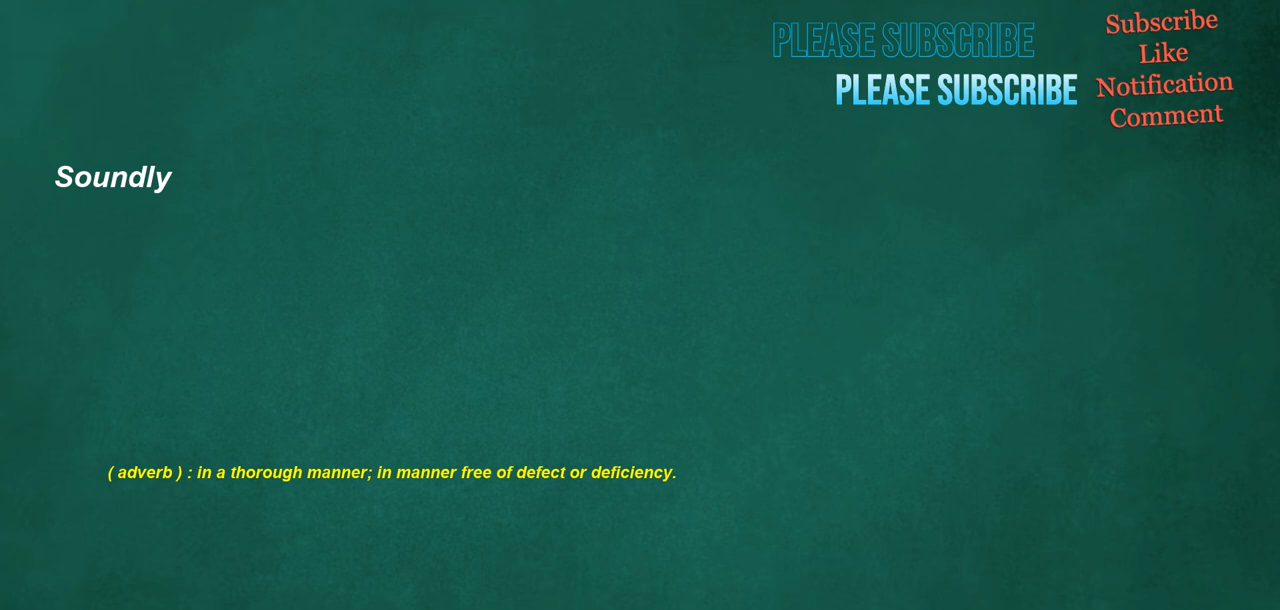 PLEASE SUBSCRIBE
PLEASE SUBSCRIBE
Subscribe
Like
Notification
Comment
Soundly
( adverb ) : in a thorough manner; in manner free of defect or deficiency.